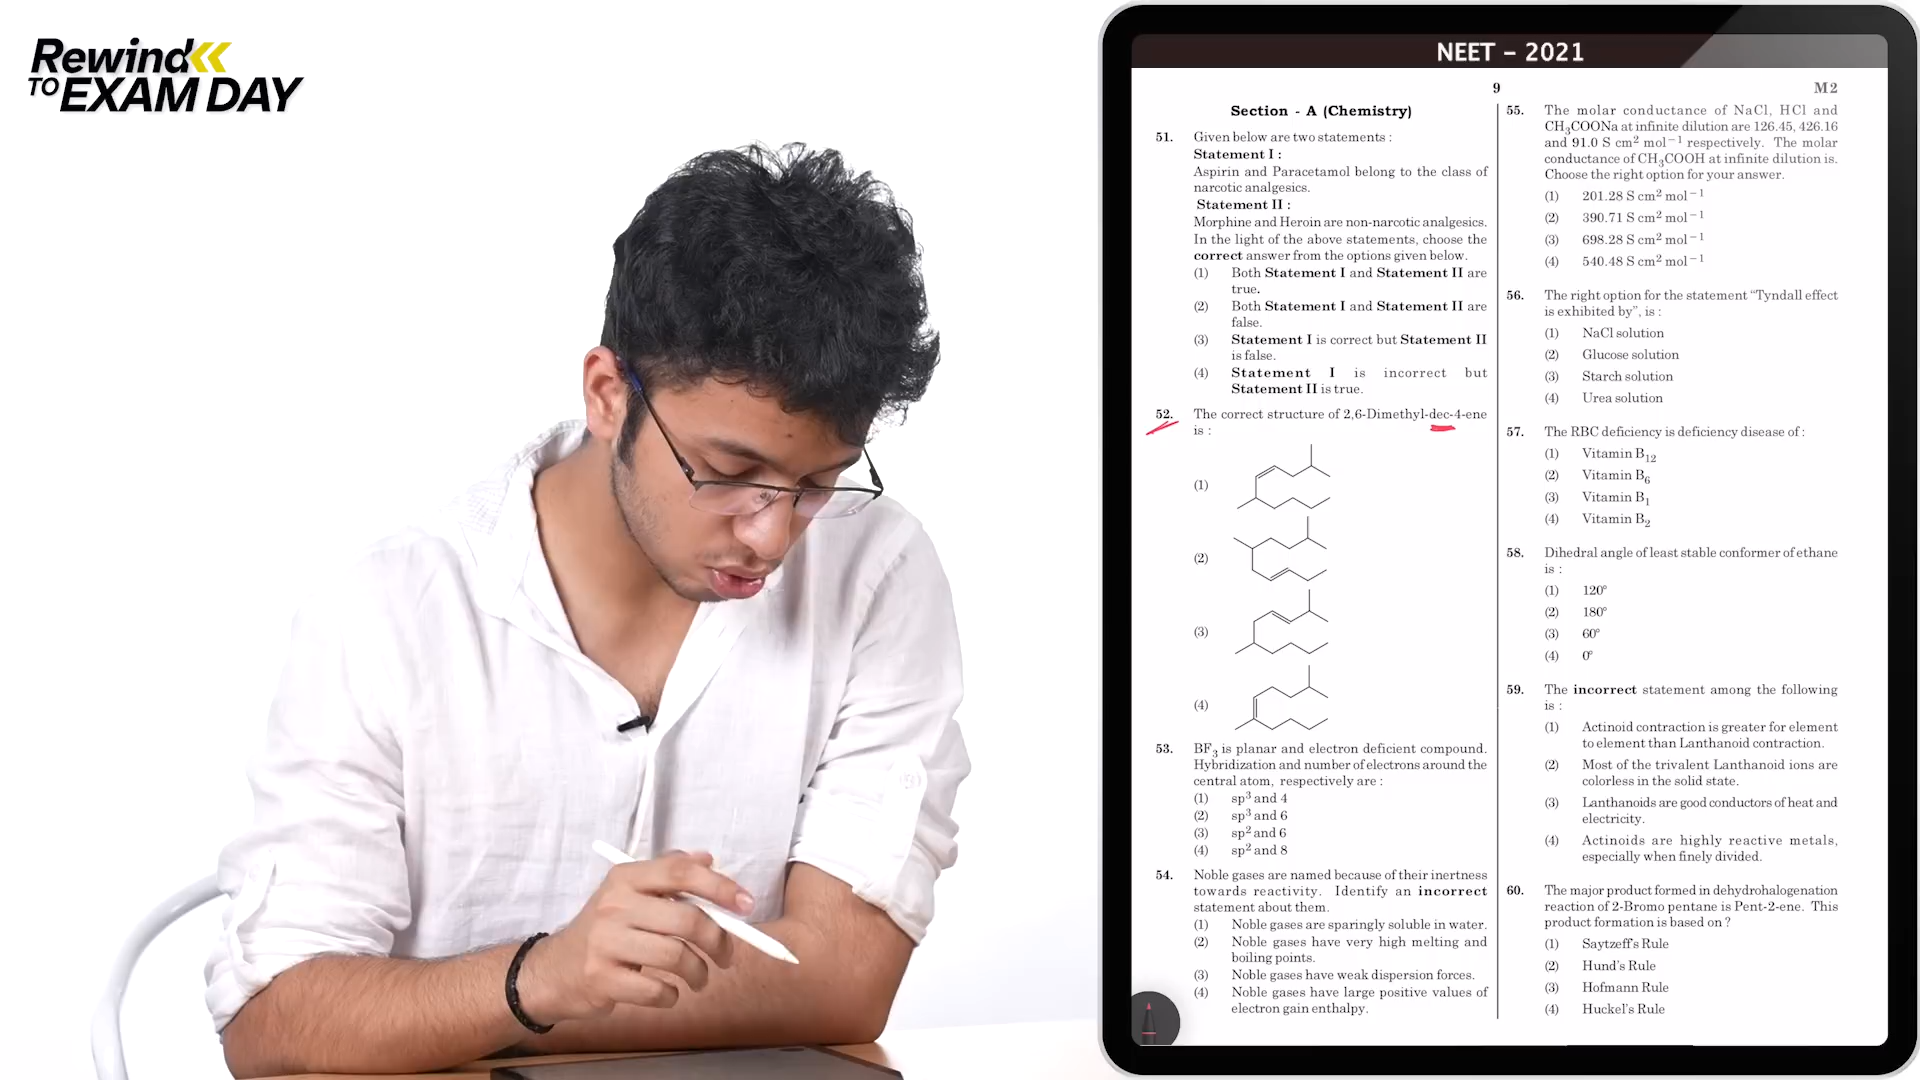 Rewind
TO EXAM DAY
NEET – 2021
9
M2
Section - A (Chemistry)
51. Given below are two statements :
Statement I :
Aspirin and Paracetamol belong to the class of
narcotic analgesics.
Statement II :
Morphine and Heroin are non-narcotic analgesics.
In the light of the above statements, choose the
correct answer from the options given below.
(1) Both Statement I and Statement II are
true.
(2) Both Statement I and Statement II are
false.
(3) Statement I is correct but Statement II
is false.
(4) Statement I is incorrect but
Statement II is true.
52. The correct structure of 2,6-Dimethyl-dec-4-ene
is :
(1)
(2)
(3)
(4)
53. BF3 is planar and electron deficient compound.
Hybridization and number of electrons around the
central atom, respectively are :
(1) sp³ and 4
(2) sp³ and 6
(3) sp² and 6
(4) sp² and 8
54. Noble gases are named because of their inertness
towards reactivity. Identify an incorrect
statement about them.
(1) Noble gases are sparingly soluble in water.
(2) Noble gases have very high melting and
boiling points.
(3) Noble gases have weak dispersion forces.
(4) Noble gases have large positive values of
electron gain enthalpy.
55. The molar conductance of NaCl, HCl and
CH3COONa at infinite dilution are 126.45, 426.16
and 91.0 S cm² mol⁻¹ respectively. The molar
conductance of CH3COOH at infinite dilution is.
Choose the right option for your answer.
(1) 201.28 S cm² mol⁻¹
(2) 390.71 S cm² mol⁻¹
(3) 698.28 S cm² mol⁻¹
(4) 540.48 S cm² mol⁻¹
56. The right option for the statement “Tyndall effect
is exhibited by”, is :
(1) NaCl solution
(2) Glucose solution
(3) Starch solution
(4) Urea solution
57. The RBC deficiency is deficiency disease of :
(1) Vitamin B12
(2) Vitamin B6
(3) Vitamin B1
(4) Vitamin B2
58. Dihedral angle of least stable conformer of ethane
is :
(1) 120°
(2) 180°
(3) 60°
(4) 0°
59. The incorrect statement among the following
is :
(1) Actinoid contraction is greater for element
to element than Lanthanoid contraction.
(2) Most of the trivalent Lanthanoid ions are
colorless in the solid state.
(3) Lanthanoids are good conductors of heat and
electricity.
(4) Actinoids are highly reactive metals,
especially when finely divided.
60. The major product formed in dehydrohalogenation
reaction of 2-Bromo pentane is Pent-2-ene. This
product formation is based on ?
(1) Saytzeff's Rule
(2) Hund's Rule
(3) Hofmann Rule
(4) Huckel's Rule